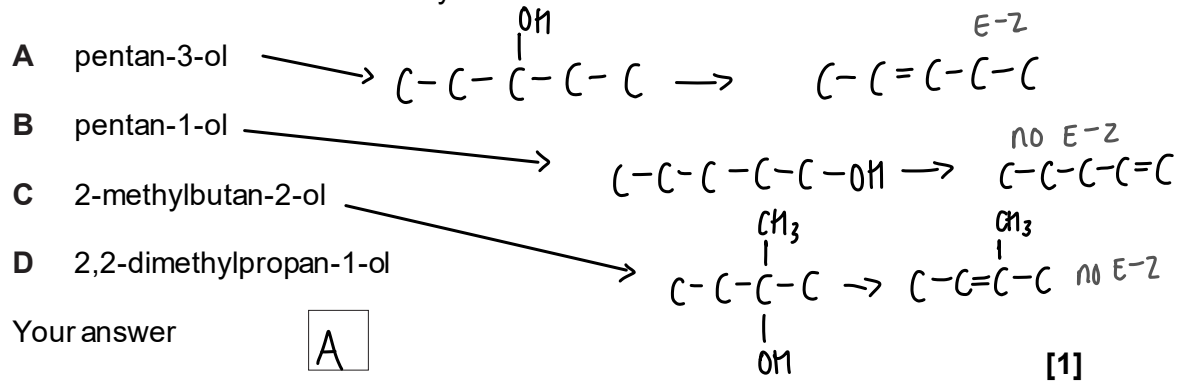 OH
E-Z
A pentan-3-ol C-C-C-C-C → C-C=C-C-C
B pentan-1-ol
no E-Z
C-C-C-C-C-OH → C-C-C-C=C
C 2-methylbutan-2-ol
CH3 CH3
D 2,2-dimethylpropan-1-ol
C-C-C-C → C-C=C-C no E-Z
Your answer A
OH
[1]